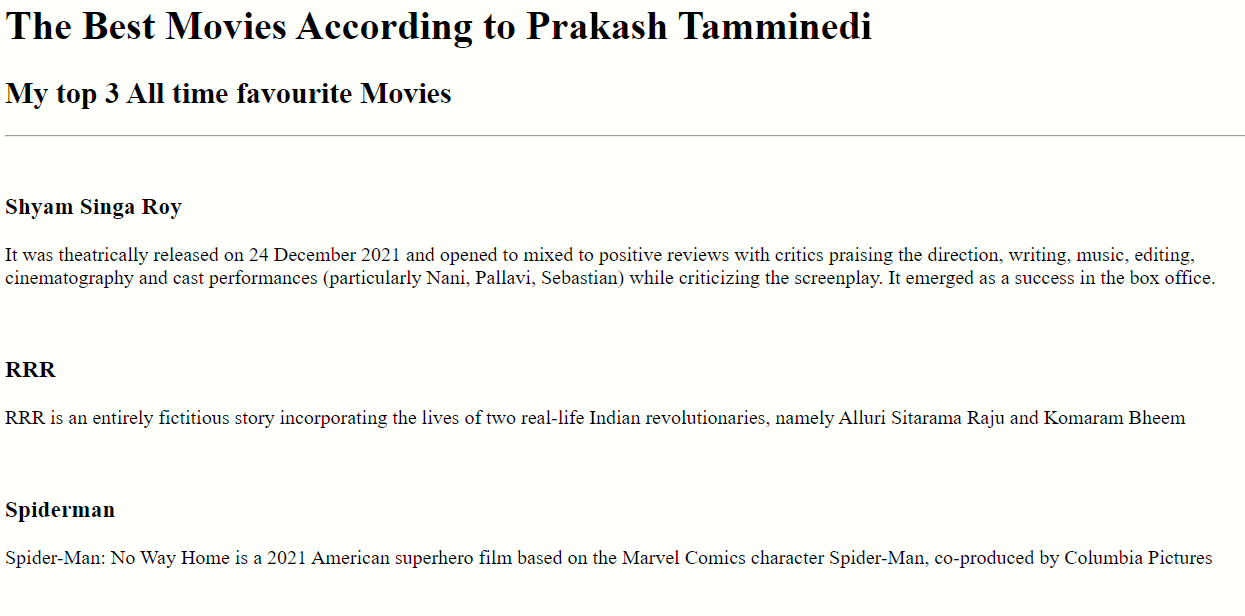 The Best Movies According to Prakash Tamminedi
My top 3 All time favourite Movies
Shyam Singa Roy
It was theatrically released on 24 December 2021 and opened to mixed to positive reviews with critics praising the direction, writing, music, editing,
cinematography and cast performances (particularly Nani, Pallavi, Sebastian) while criticizing the screenplay. It emerged as a success in the box office.
RRR
RRR is an entirely fictitious story incorporating the lives of two real-life Indian revolutionaries, namely Alluri Sitarama Raju and Komaram Bheem
Spiderman
Spider-Man: No Way Home is a 2021 American superhero film based on the Marvel Comics character Spider-Man, co-produced by Columbia Pictures